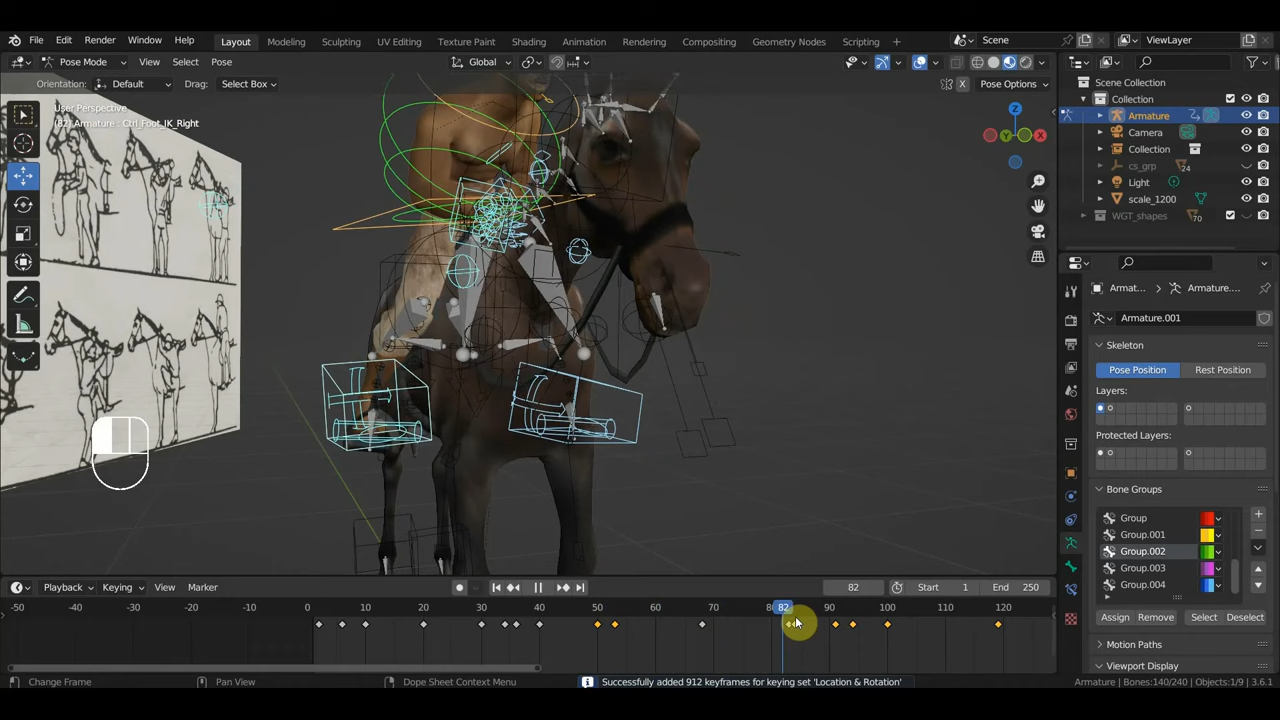 File Edit Render Window Help Layout Modeling Sculpting UV Editing Texture Paint Shading Animation Rendering Compositing Geometry Nodes Scripting + Scene ViewLayer
Pose Mode View Select Pose Global
Orientation: Default Drag: Select Box X Pose Options
User Perspective
(82) Armature : Ctrl_Foot_IK_Right
Z
Y
X
Scene Collection
Collection
Armature
Camera
Collection
cs_grp 24
Light
scale_1200
WGT_shapes 70
Armat... > Armature....
Armature.001
Skeleton
Pose Position Rest Position
Layers:
Protected Layers:
Bone Groups
Group
Group.001
Group.002
Group.003
Group.004
Assign Remove Select Deselect
Motion Paths
Viewport Display
Playback Keying View Marker 82 Start 1 End 250
-50 -40 -30 -20 -10 0 10 20 30 40 50 60 70 82 90 100 110 120
Change Frame Pan View Dope Sheet Context Menu Successfully added 912 keyframes for keying set 'Location & Rotation' Armature | Bones:140/240 | Objects:1/9 | 3.6.1